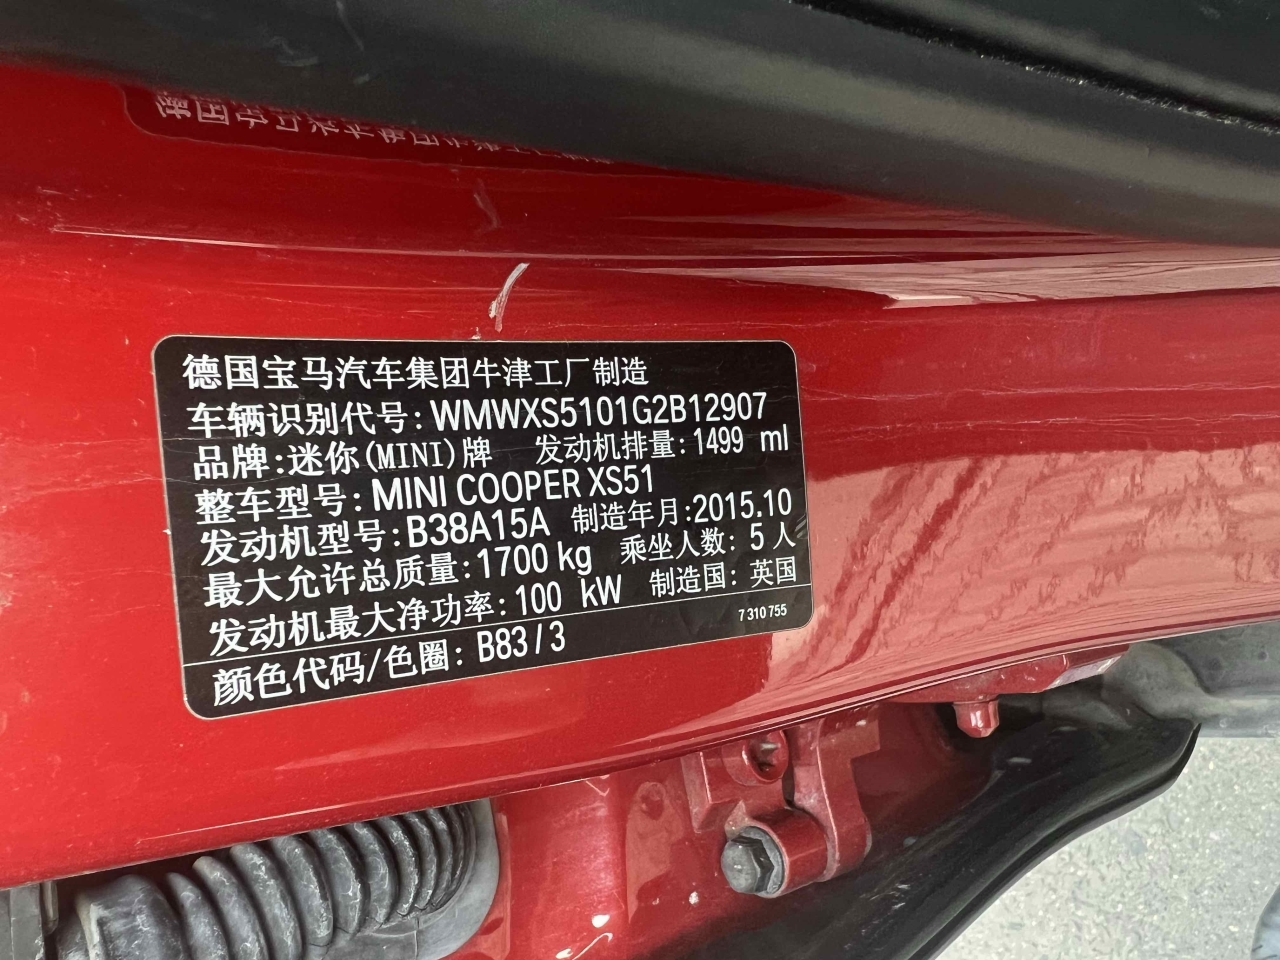 德国宝马汽车集团牛津工厂制造
车辆识别代号: WMWXS5101G2B12907
品牌:迷你(MINI)牌 发动机排量: 1499 ml
整车型号: MINI COOPER XS51
发动机型号: B38A15A 制造年月:2015.10
最大允许总质量: 1700 kg 乘坐人数: 5 人
发动机最大净功率: 100 kW 制造国: 英国
7 310 755
颜色代码/色圈: B83 / 3